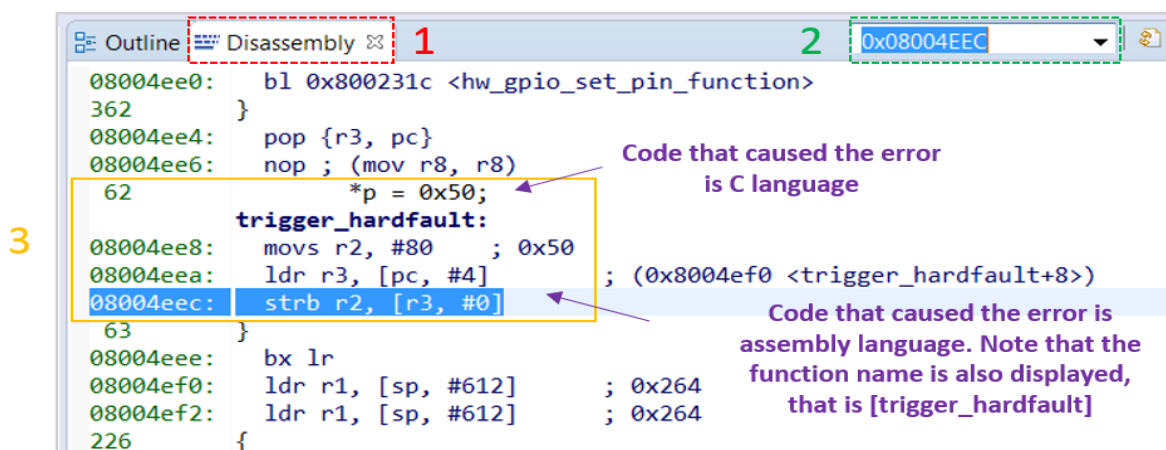 Outline Disassembly 1 2 0x08004EEC
08004ee0: bl 0x800231c <hw_gpio_set_pin_function>
362 }
08004ee4: pop {r3, pc}
08004ee6: nop ; (mov r8, r8)
Code that caused the error
is C language
62 *p = 0x50;
trigger_hardfault:
3
08004ee8: movs r2, #80 ; 0x50
08004eea: ldr r3, [pc, #4] ; (0x8004ef0 <trigger_hardfault+8>)
08004eec: strb r2, [r3, #0]
Code that caused the error is
assembly language. Note that the
function name is also displayed,
that is [trigger_hardfault]
63 }
08004eee: bx lr
08004ef0: ldr r1, [sp, #612] ; 0x264
08004ef2: ldr r1, [sp, #612] ; 0x264
226 {